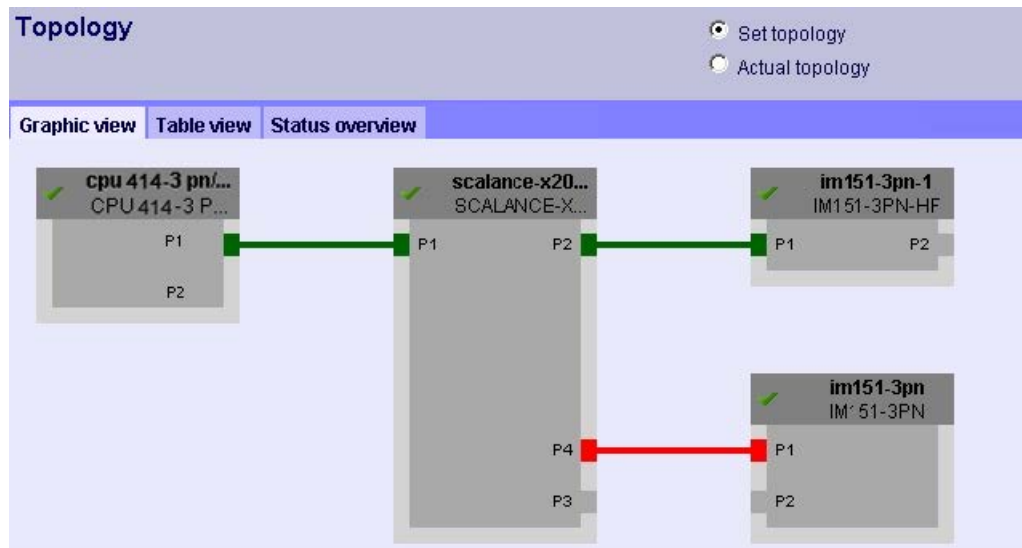 Topology
Set topology
Actual topology
Graphic view Table view Status overview
cpu 414-3 pn/...
CPU 414-3 P...
P1
P2
scalance-x20...
SCALANCE-X...
P1 P2
P4
P3
im151-3pn-1
IM151-3PN-HF
P1 P2
im151-3pn
IM151-3PN
P1
P2